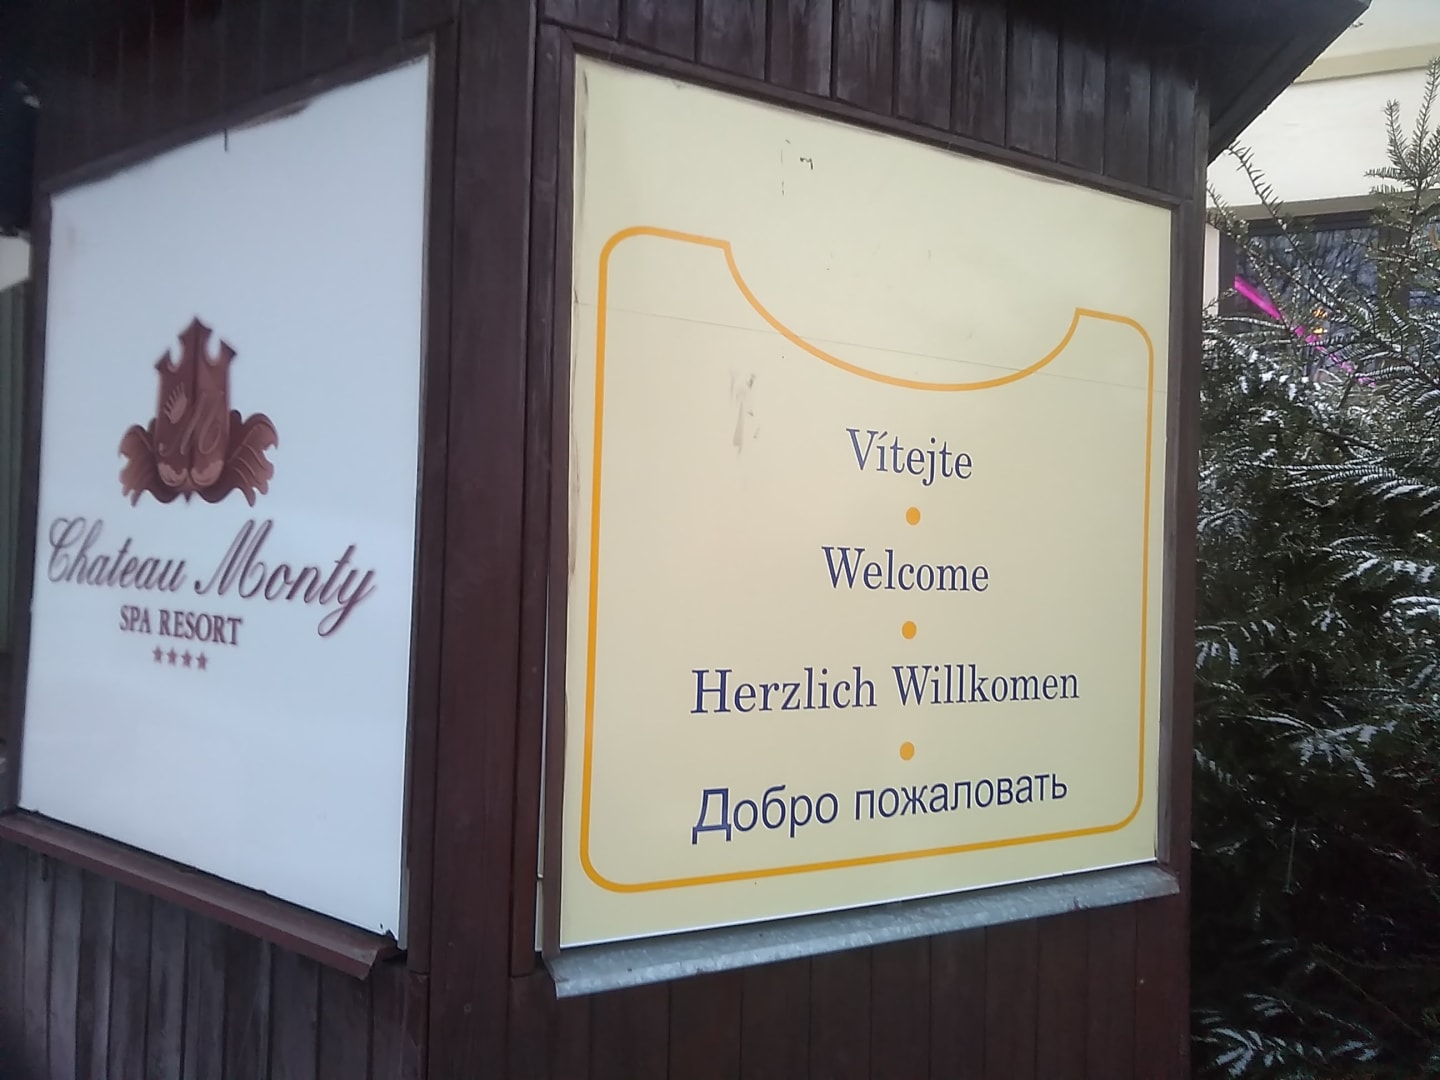 Chateau Monty
SPA RESORT
Vítejte
Welcome
Herzlich Willkomen
Добро пожаловать